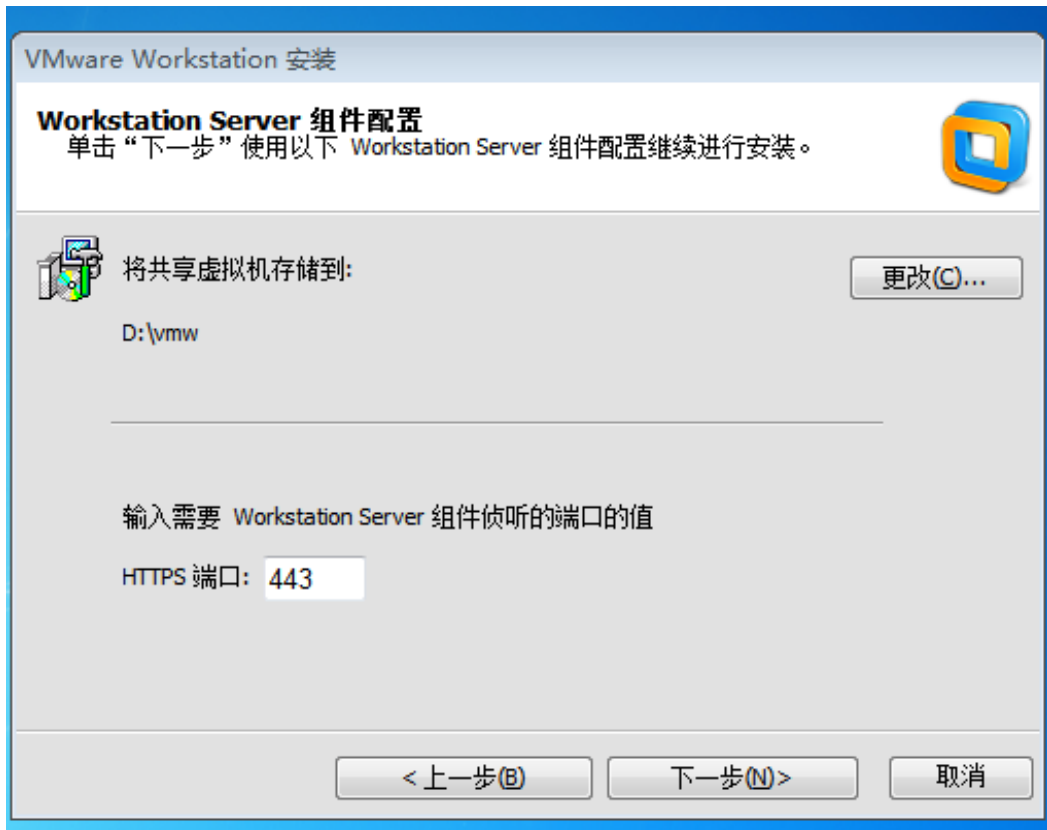 VMware Workstation 安装
Workstation Server 组件配置
单击“下一步”使用以下 Workstation Server 组件配置继续进行安装。
将共享虚拟机存储到:
更改(C)...
D:\vmw
输入需要 Workstation Server 组件侦听的端口的值
HTTPS 端口: 443
<上一步(B)
下一步(N)>
取消